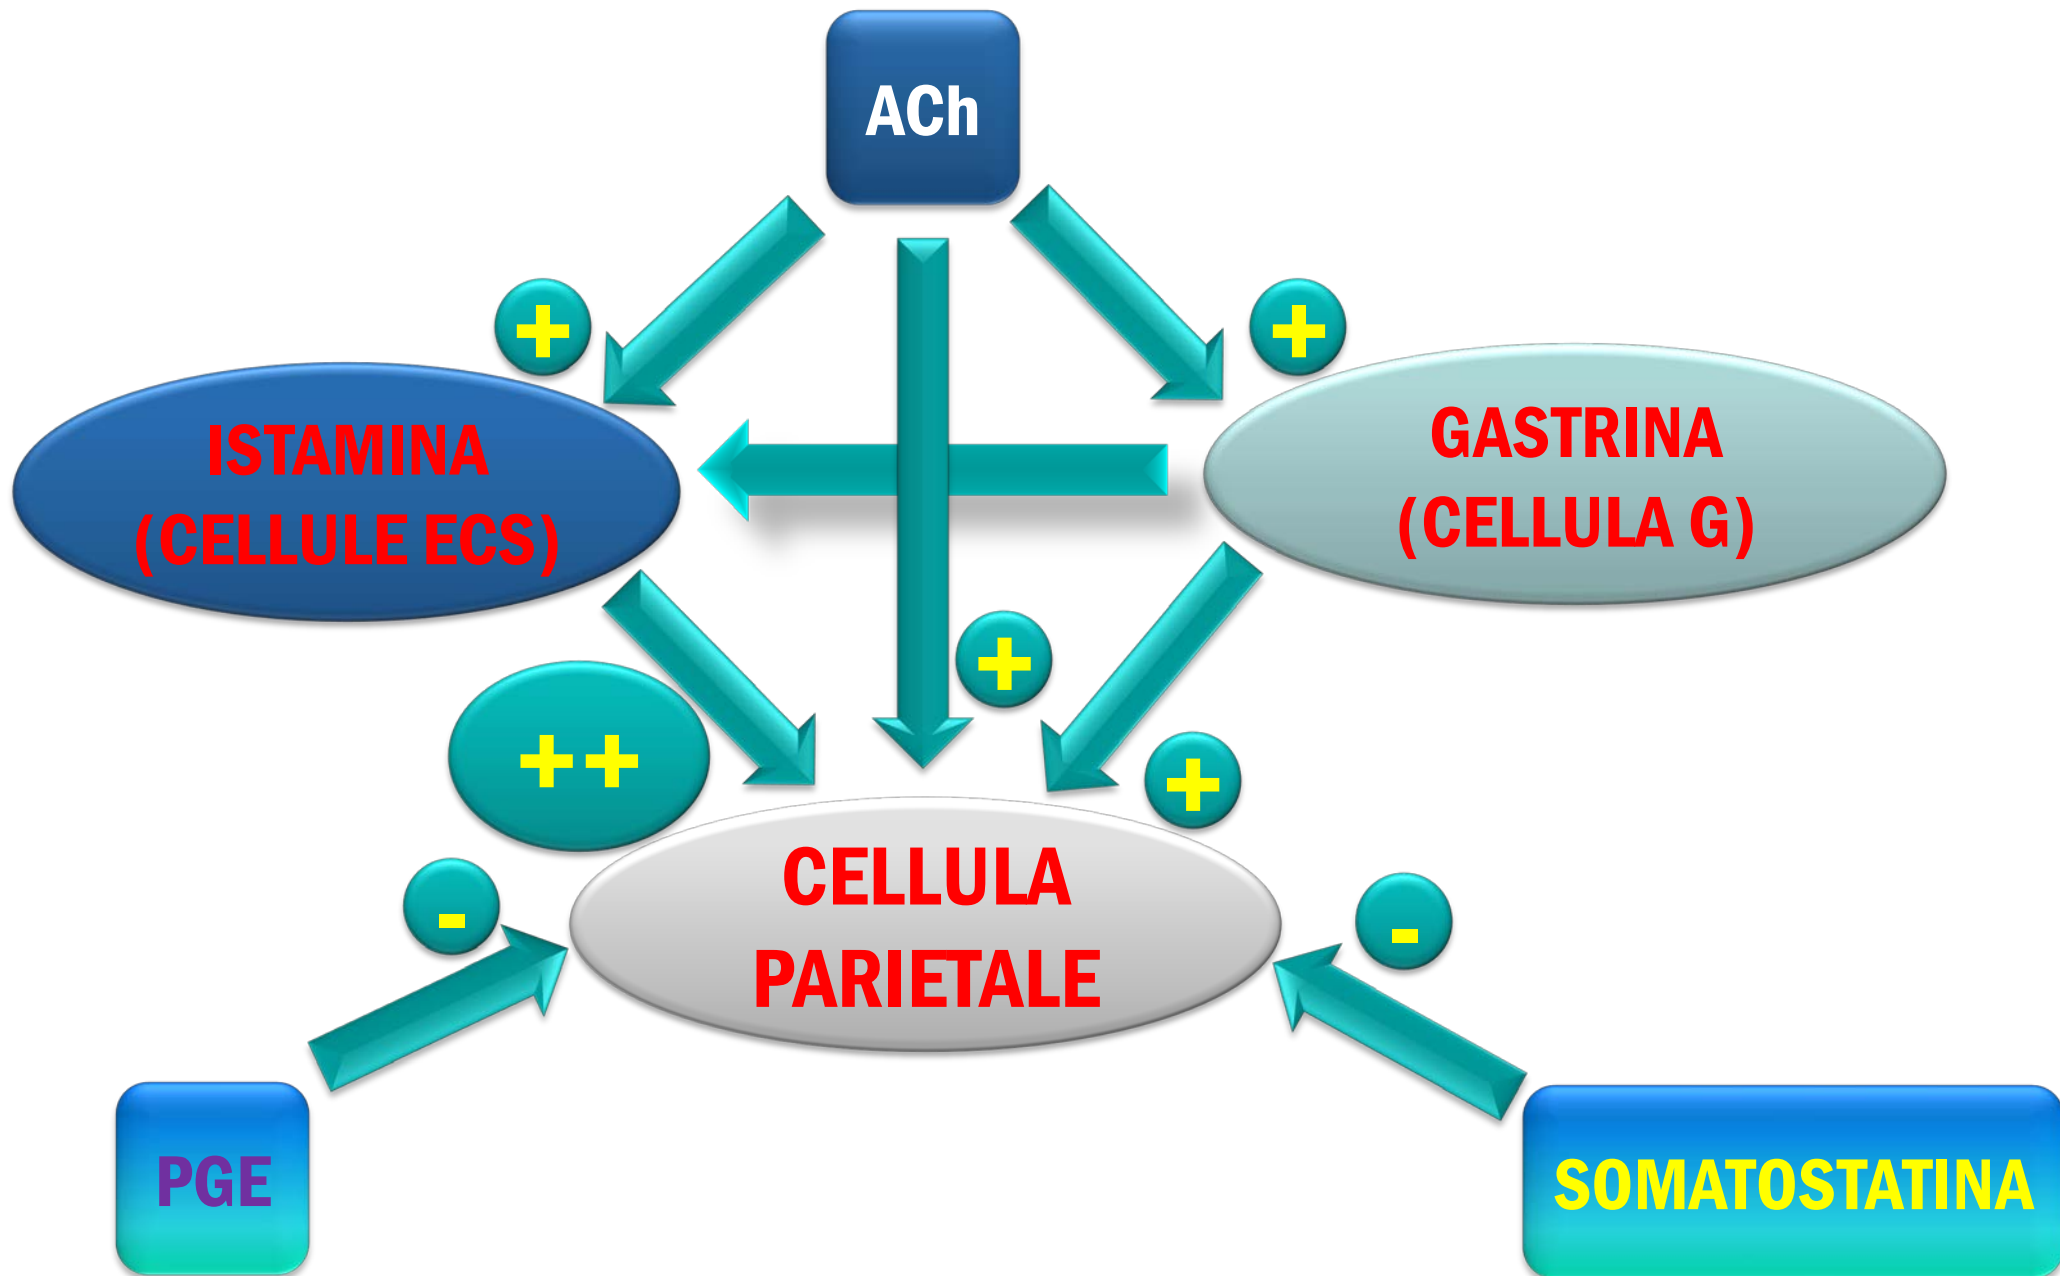 ACh
+
+
ISTAMINA
(CELLULE ECS)
GASTRINA
(CELLULA G)
+
++
+
CELLULA
PARIETALE
-
-
PGE
SOMATOSTATINA